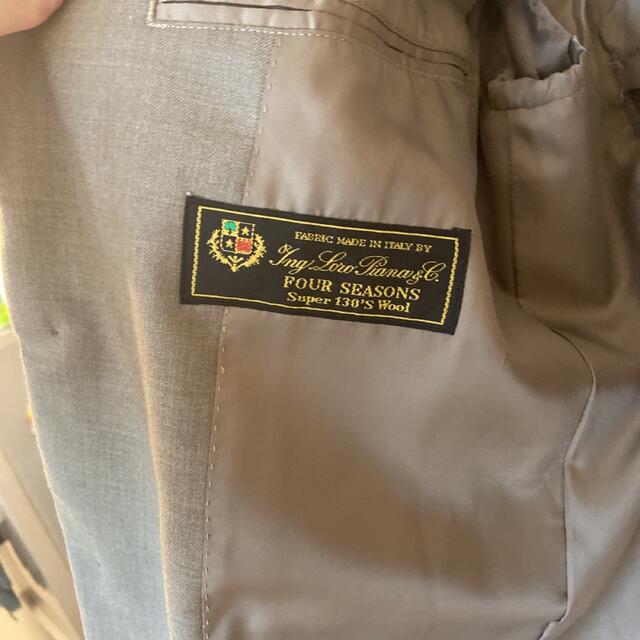 FABRIC MADE IN ITALY BY
Ing. Loro Piana & C.
FOUR SEASONS
Super 130'S Wool